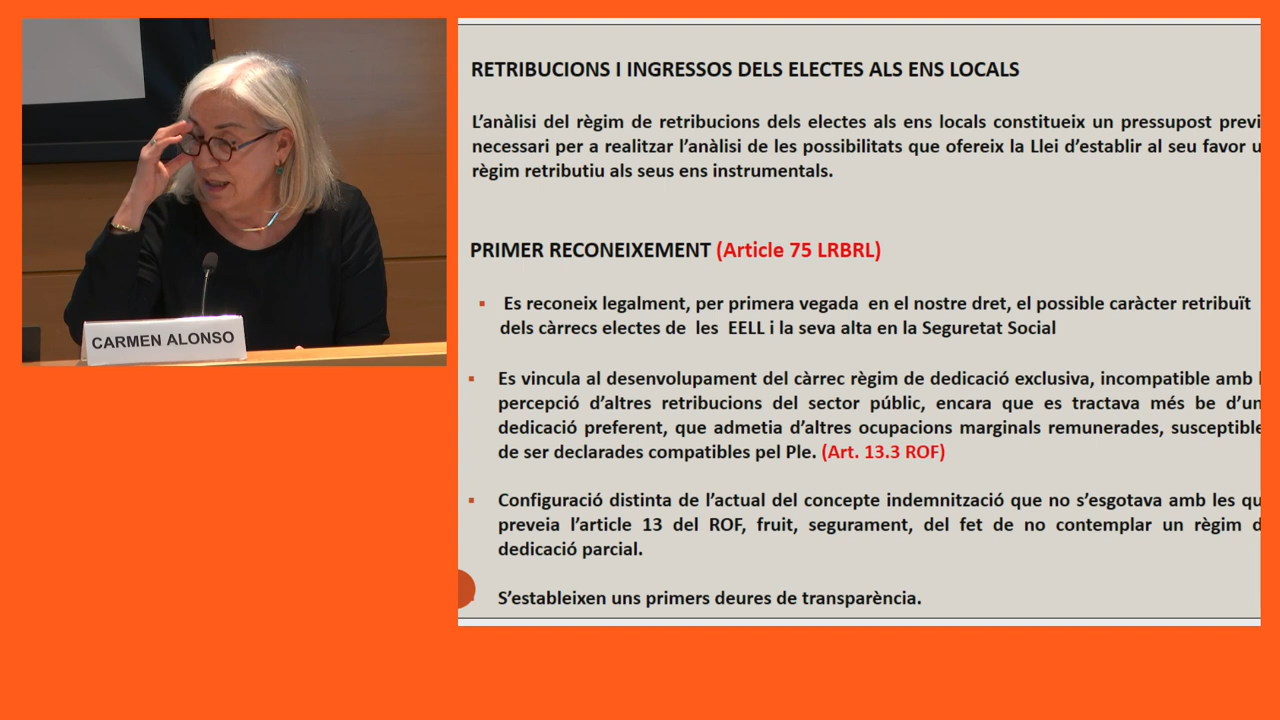 CARMEN ALONSO
RETRIBUCIONS I INGRESSOS DELS ELECTES ALS ENS LOCALS
L'anàlisi del règim de retribucions dels electes als ens locals constitueix un pressupost previ
necessari per a realitzar l'anàlisi de les possibilitats que ofereix la Llei d'establir al seu favor
règim retributiu als seus ens instrumentals.
PRIMER RECONEIXEMENT (Article 75 LRBRL)
▪ Es reconeix legalment, per primera vegada en el nostre dret, el possible caràcter retribuït
dels càrrecs electes de les EELL i la seva alta en la Seguretat Social
▪ Es vincula al desenvolupament del càrrec règim de dedicació exclusiva, incompatible amb
percepció d'altres retribucions del sector públic, encara que es tractava més be d'un
dedicació preferent, que admetia d'altres ocupacions marginals remunerades, susceptible
de ser declarades compatibles pel Ple. (Art. 13.3 ROF)
▪ Configuració distinta de l'actual del concepte indemnització que no s'esgotava amb les qu
preveia l'article 13 del ROF, fruit, segurament, del fet de no contemplar un règim d
dedicació parcial.
S'estableixen uns primers deures de transparència.